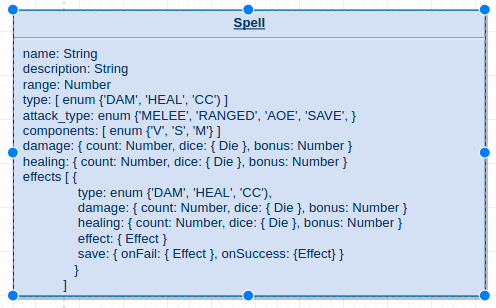 Spell
name: String
description: String
range: Number
type: [ enum {'DAM', 'HEAL', 'CC') ]
attack_type: enum {'MELEE', 'RANGED', 'AOE', 'SAVE', }
components: [ enum {'V', 'S', 'M'} ]
damage: { count: Number, dice: { Die }, bonus: Number }
healing: { count: Number, dice: { Die }, bonus: Number }
effects [ {
type: enum {'DAM', 'HEAL', 'CC'),
damage: { count: Number, dice: { Die }, bonus: Number }
healing: { count: Number, dice: { Die }, bonus: Number }
effect: { Effect }
save: { onFail: { Effect }, onSuccess: {Effect} }
}
]